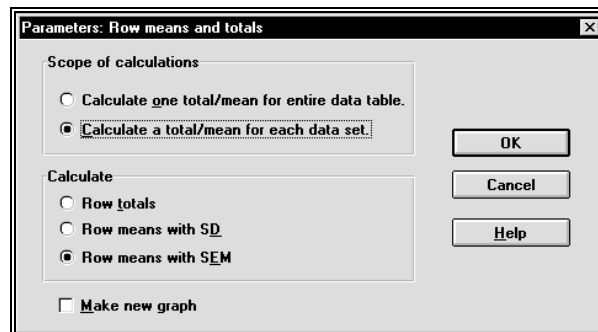 Parameters: Row means and totals
Scope of calculations
Calculate one total/mean for entire data table.
Calculate a total/mean for each data set.
OK
Calculate
Cancel
Row totals
Row means with SD
Help
Row means with SEM
Make new graph